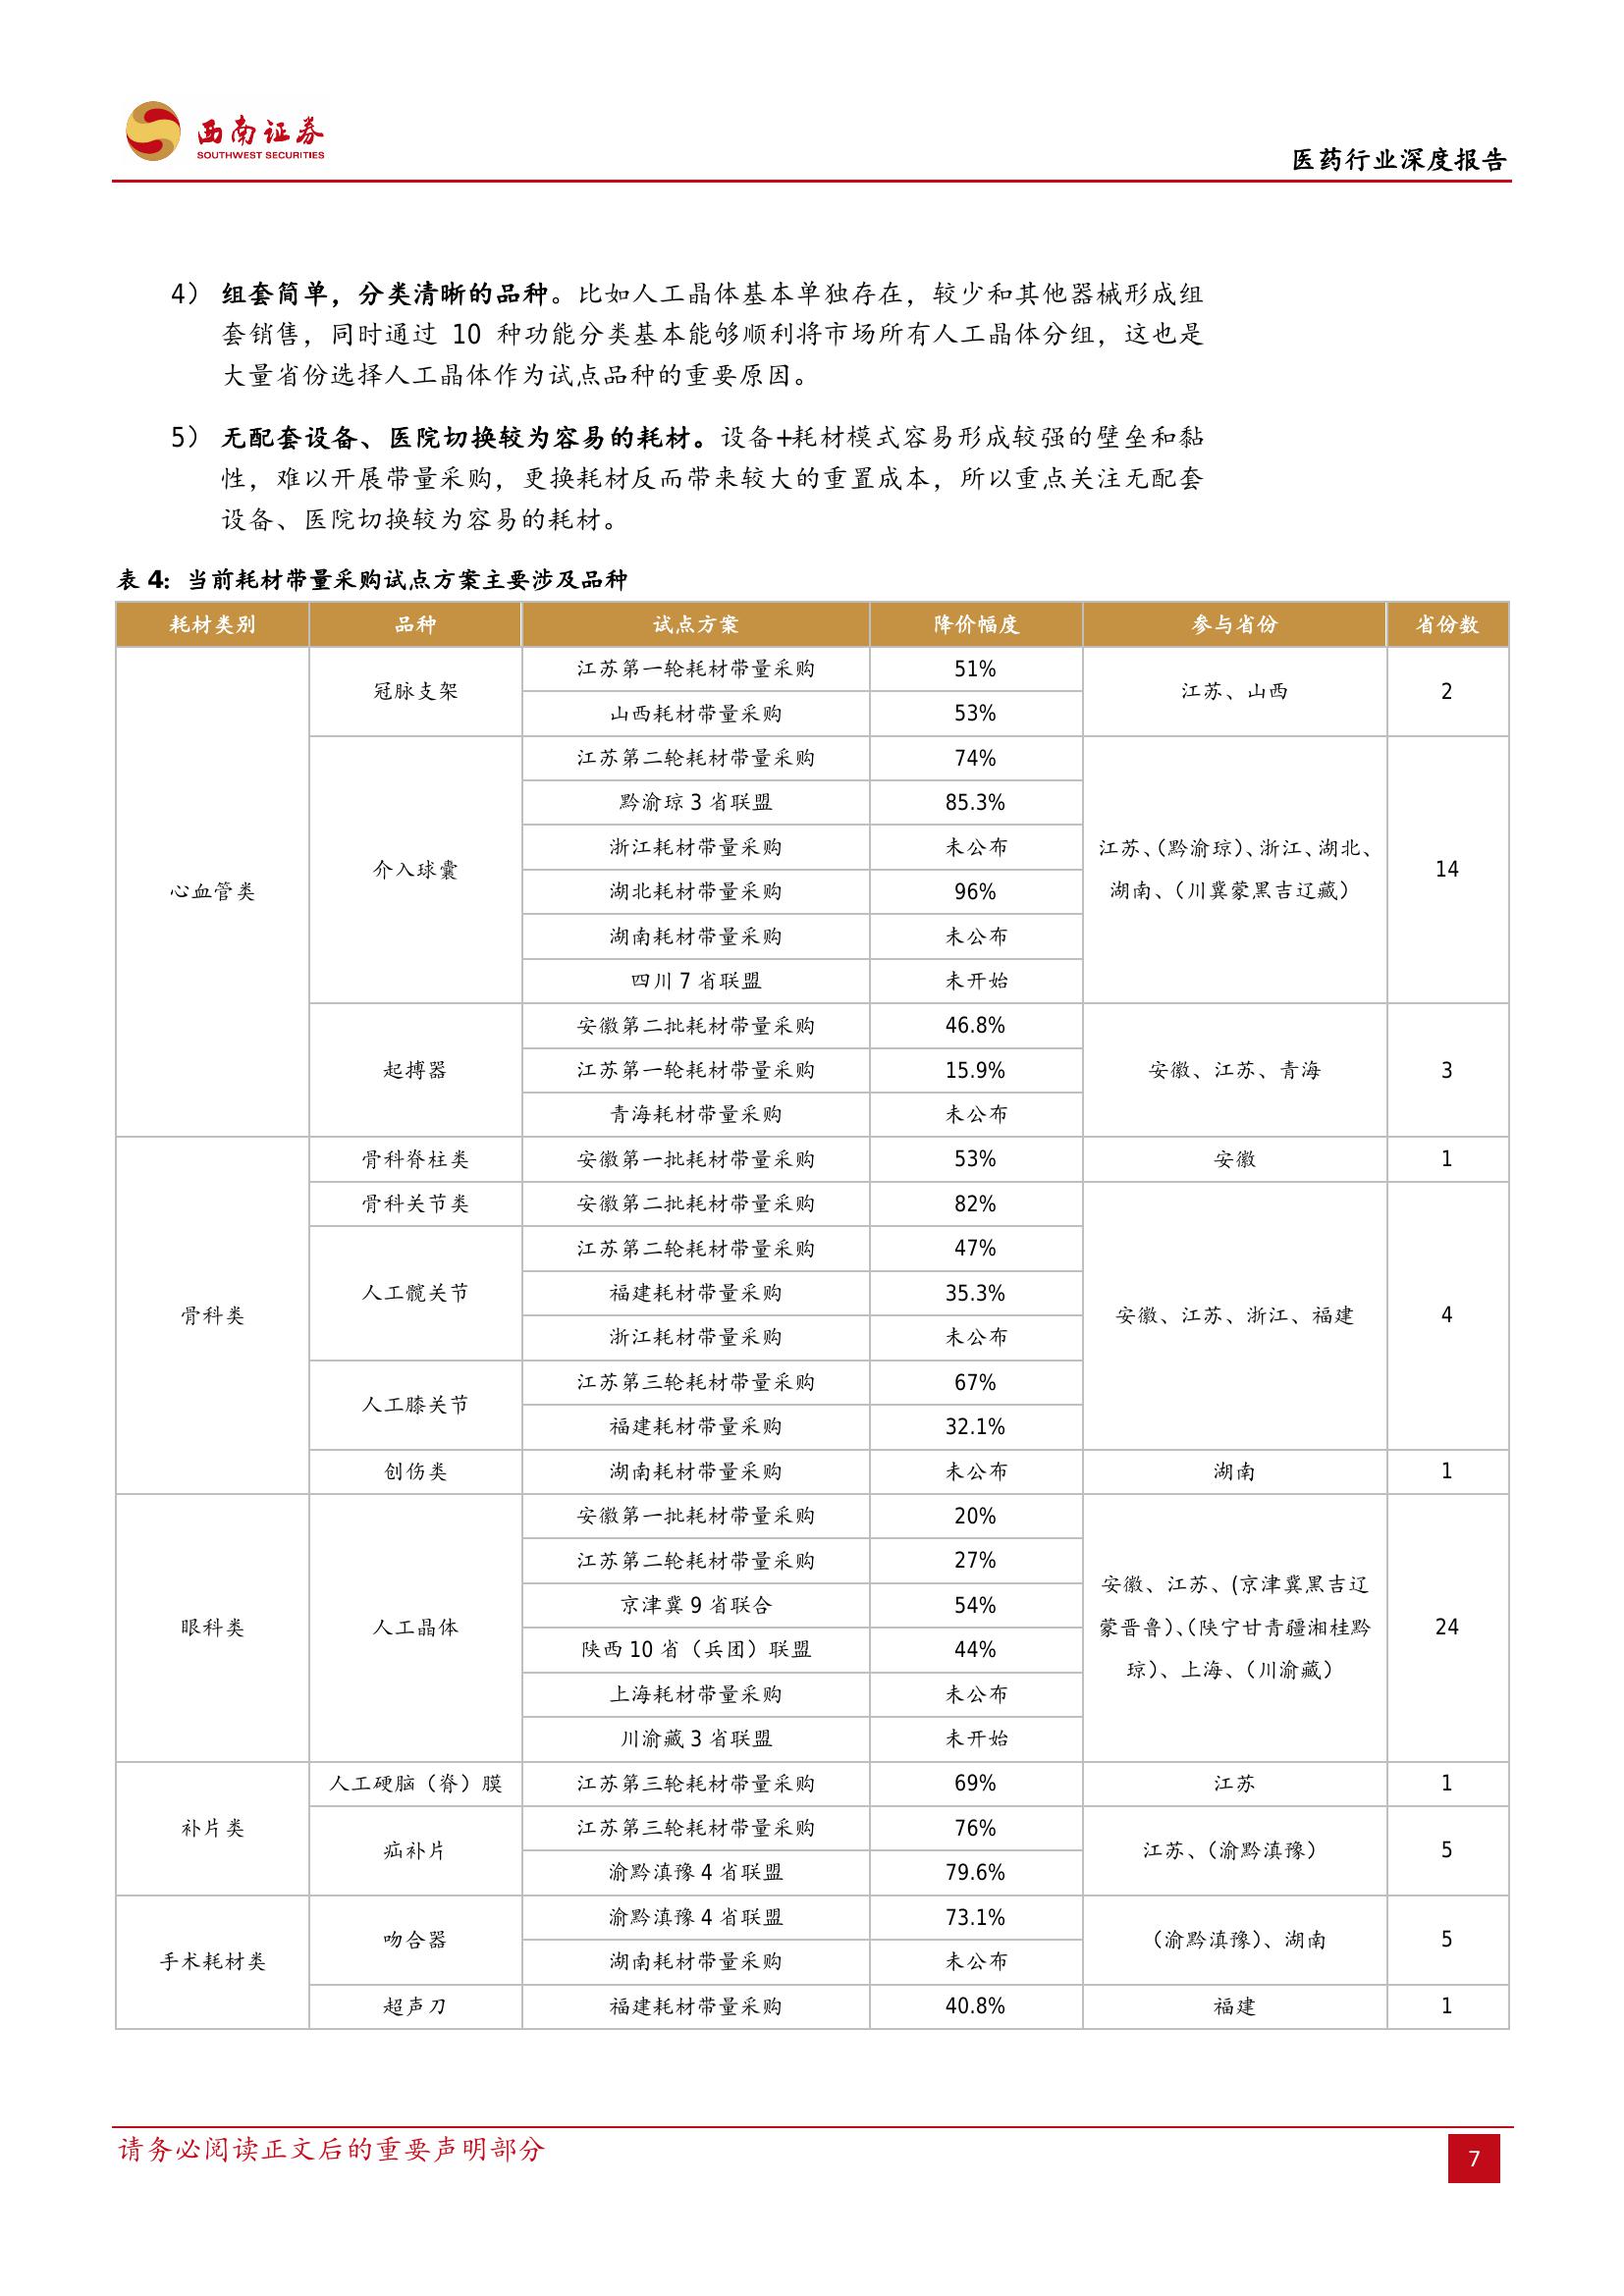 西南证券
SOUTHWEST SECURITIES
医药行业深度报告
4） 组套简单，分类清晰的品种。比如人工晶体基本单独存在，较少和其他器械形成组
套销售，同时通过 10 种功能分类基本能够顺利将市场所有人工晶体分组，这也是
大量省份选择人工晶体作为试点品种的重要原因。
5） 无配套设备、医院切换较为容易的耗材。设备+耗材模式容易形成较强的壁垒和黏
性，难以开展带量采购，更换耗材反而带来较大的重置成本，所以重点关注无配套
设备、医院切换较为容易的耗材。
表 4：当前耗材带量采购试点方案主要涉及品种
耗材类别 品种 试点方案 降价幅度 参与省份 省份数
心血管类 冠脉支架 江苏第一轮耗材带量采购 51% 江苏、山西 2
山西耗材带量采购 53%
介入球囊 江苏第二轮耗材带量采购 74% 江苏、（黔渝琼）、浙江、湖北、
湖南、（川冀蒙黑吉辽藏） 14
黔渝琼 3 省联盟 85.3%
浙江耗材带量采购 未公布
湖北耗材带量采购 96%
湖南耗材带量采购 未公布
四川 7 省联盟 未开始
起搏器 安徽第二批耗材带量采购 46.8% 安徽、江苏、青海 3
江苏第一轮耗材带量采购 15.9%
青海耗材带量采购 未公布
骨科类 骨科脊柱类 安徽第一批耗材带量采购 53% 安徽 1
骨科关节类 安徽第二批耗材带量采购 82% 安徽、江苏、浙江、福建 4
人工髋关节 江苏第二轮耗材带量采购 47%
福建耗材带量采购 35.3%
浙江耗材带量采购 未公布
人工膝关节 江苏第三轮耗材带量采购 67%
福建耗材带量采购 32.1%
创伤类 湖南耗材带量采购 未公布 湖南 1
眼科类 人工晶体 安徽第一批耗材带量采购 20% 安徽、江苏、(京津冀黑吉辽
蒙晋鲁)、（陕宁甘青疆湘桂黔
琼）、上海、（川渝藏） 24
江苏第二轮耗材带量采购 27%
京津冀 9 省联合 54%
陕西 10 省（兵团）联盟 44%
上海耗材带量采购 未公布
川渝藏 3 省联盟 未开始
补片类 人工硬脑（脊）膜 江苏第三轮耗材带量采购 69% 江苏 1
疝补片 江苏第三轮耗材带量采购 76% 江苏、（渝黔滇豫） 5
渝黔滇豫 4 省联盟 79.6%
手术耗材类 吻合器 渝黔滇豫 4 省联盟 73.1% （渝黔滇豫）、湖南 5
湖南耗材带量采购 未公布
超声刀 福建耗材带量采购 40.8% 福建 1
请务必阅读正文后的重要声明部分
7